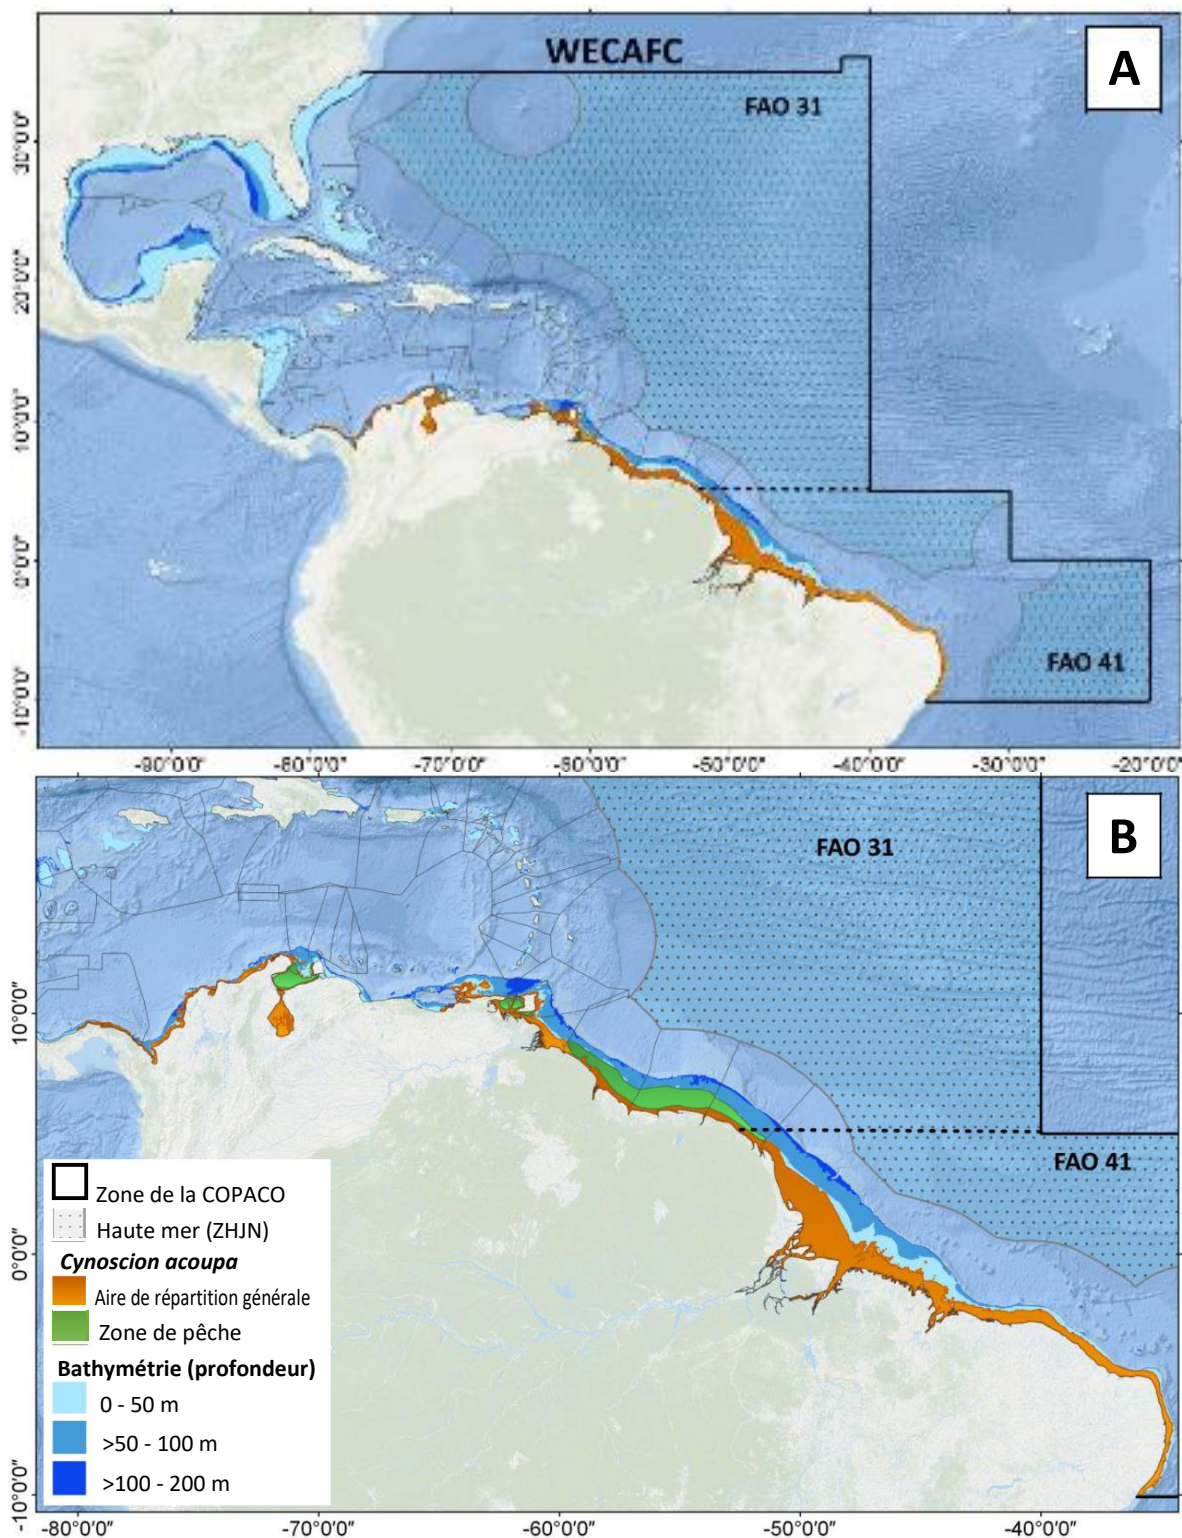 WECAFC
A
FAO 31
30°0'0"
20°0'0"
10°0'0"
0°0'0"
-10°0'0"
FAO 41
-90°0'0" -80°0'0" -70°0'0" -60°0'0" -50°0'0" -40°0'0" -30°0'0" -20°0'0"
B
FAO 31
10°0'0"
FAO 41
Zone de la COPACO
Haute mer (ZHJN)
Cynoscion acoupa
Aire de répartition générale
Zone de pêche
Bathymétrie (profondeur)
0 - 50 m
>50 - 100 m
>100 - 200 m
0°0'0"
-10°0'0"
-80°0'0" -70°0'0" -60°0'0" -50°0'0" -40°0'0"